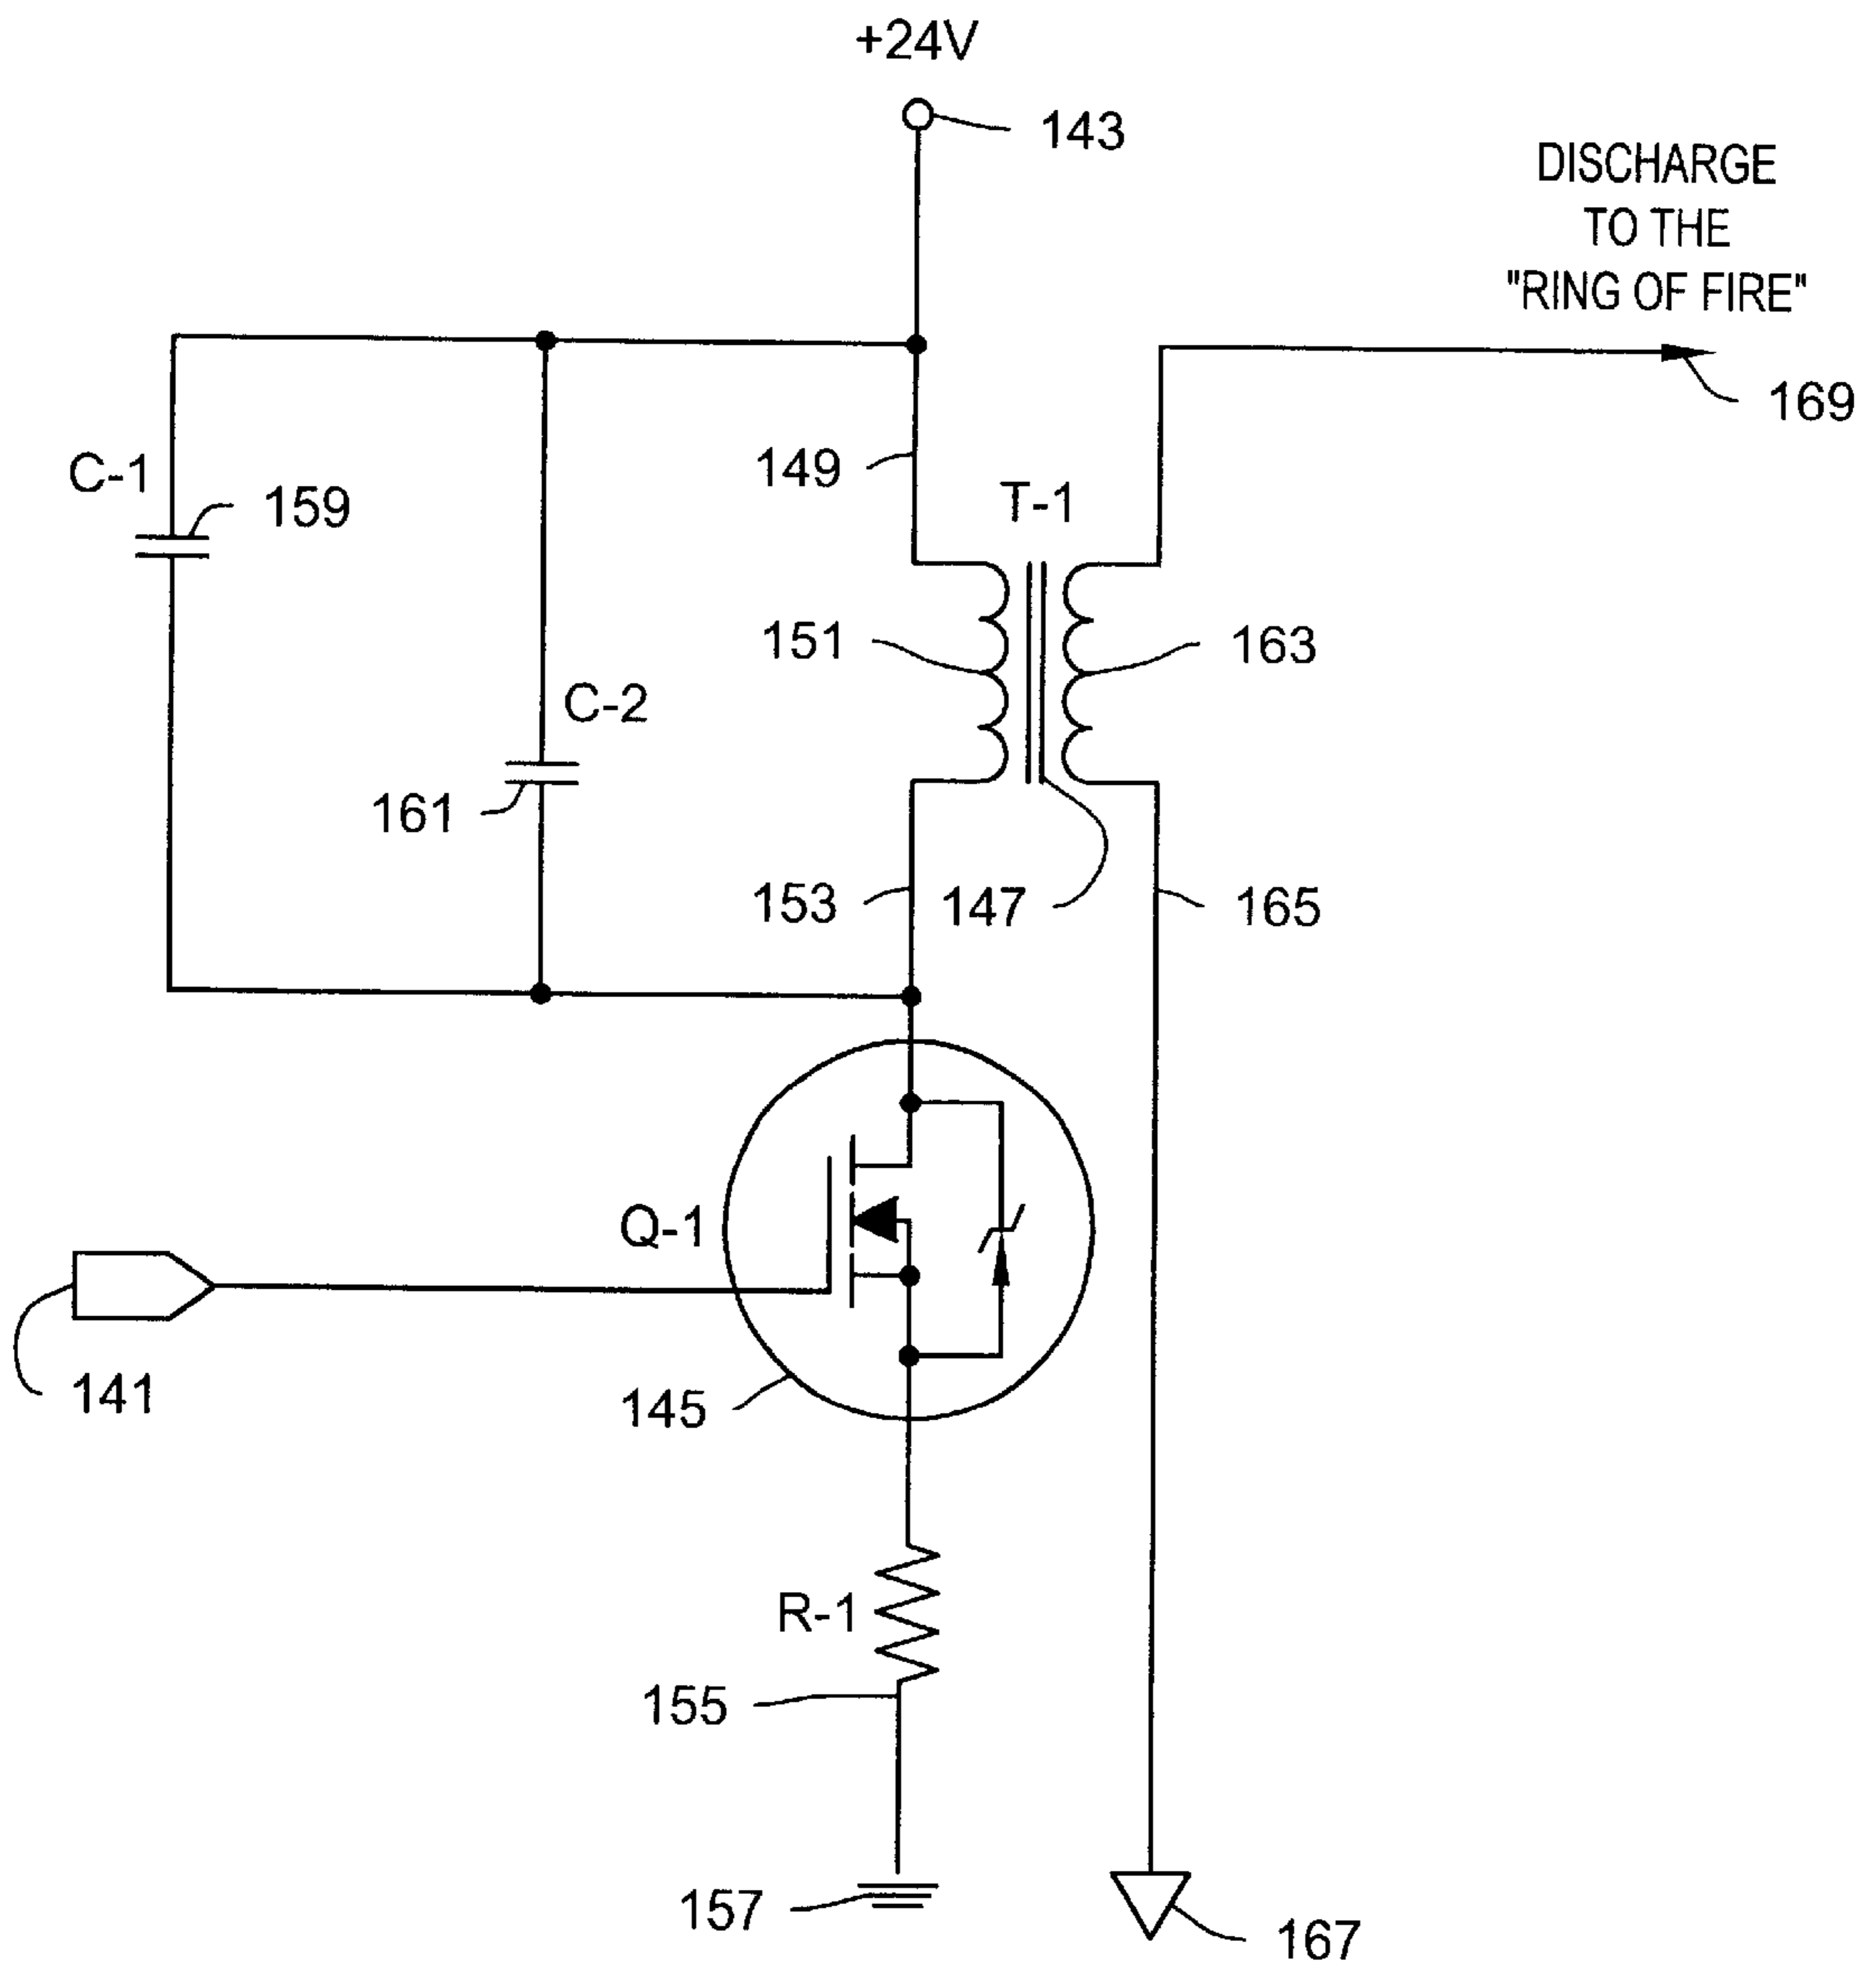 +24V
143
DISCHARGE
TO THE
"RING OF FIRE"
169
149
C-1
159
T-1
151
163
C-2
161
153
147
165
Q-1
141
145
R-1
155
157
167